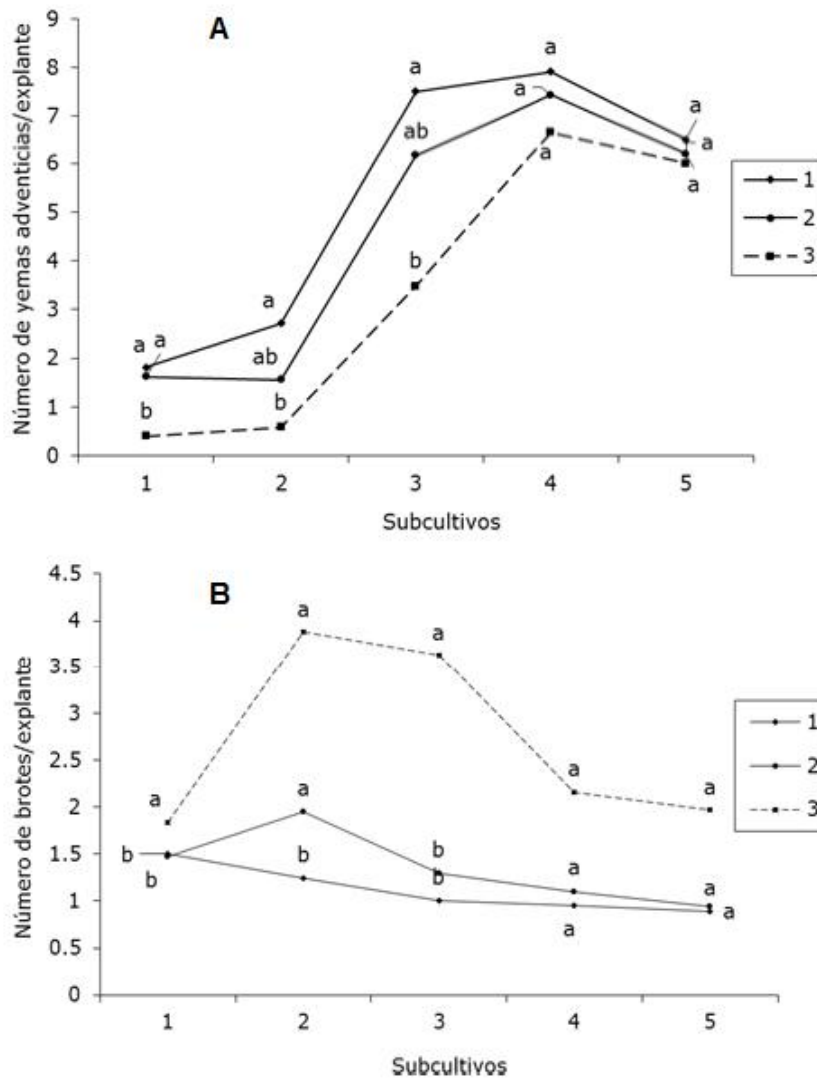 A
Número de yemas adventicias/explante
9
8
7
6
5
4
3
2
1
0
a a
b
a
ab
b
a
ab
b
a
a
a
a
a
a
1 2 3 4 5
Subcultivos
1
2
3
B
Número de brotes/explante
4.5
4
3.5
3
2.5
2
1.5
1
0.5
0
a
b
b
a
a
b
a
b
b
a
a
a
a
a
a
1 2 3 4 5
Subcultivos
1
2
3